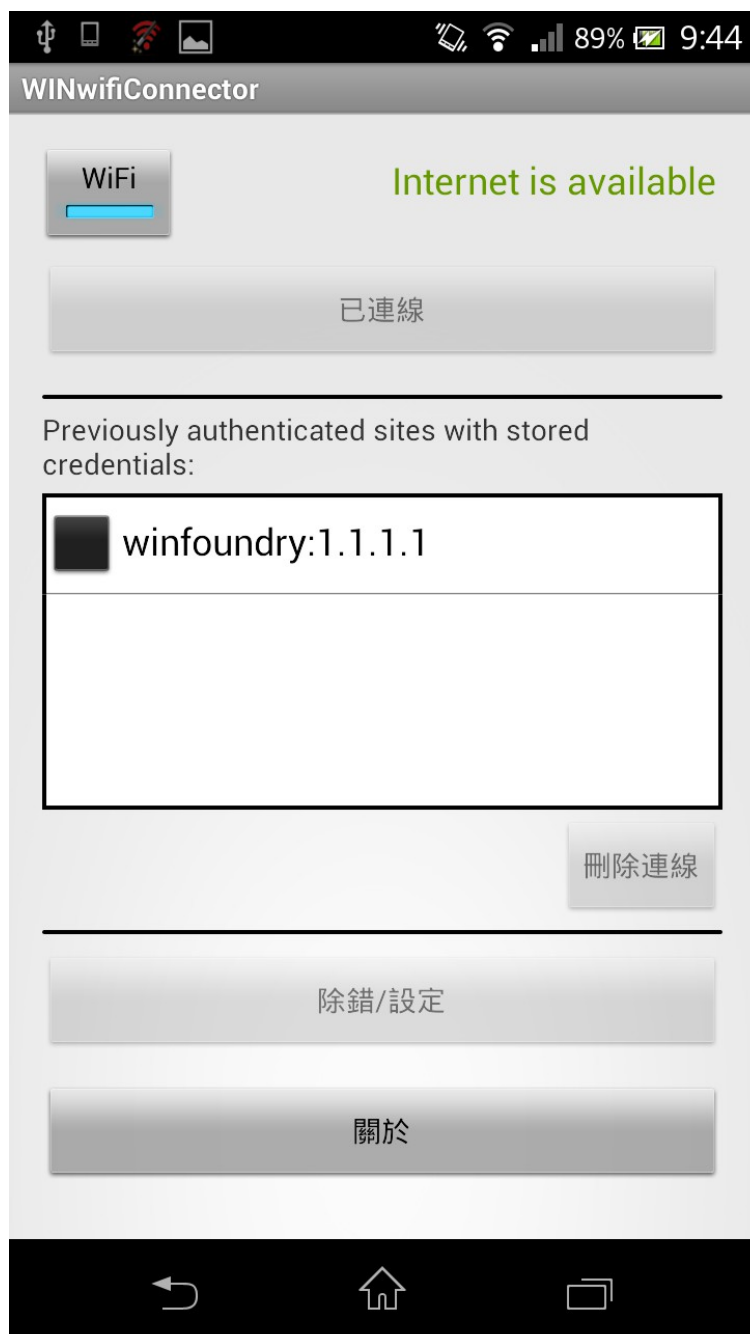 89% 9:44
WINwifiConnector
WiFi
Internet is available
已連線
Previously authenticated sites with stored
credentials:
winfoundry:1.1.1.1
刪除連線
除錯/設定
關於